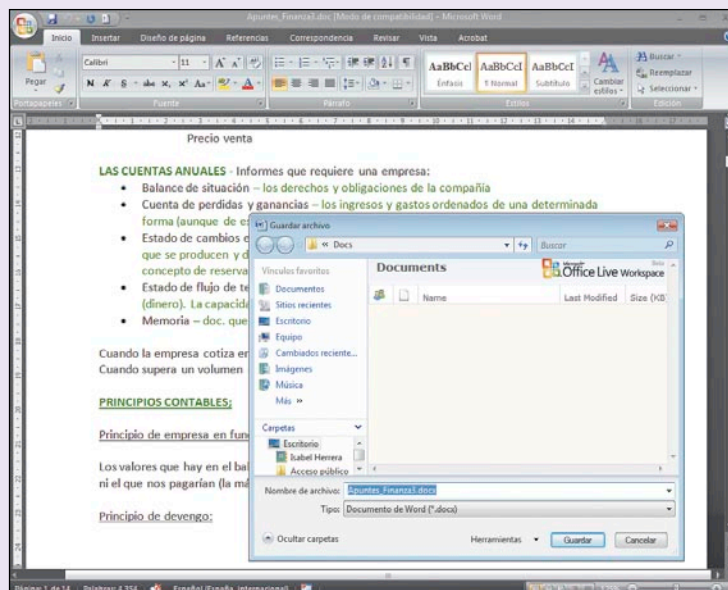 Apuntes_Finanza3.doc [Modo de compatibilidad] - Microsoft Word
Inicio Insertar Diseño de página Referencias Correspondencia Revisar Vista Acrobat
Calibri 11
Pegar
N K S abc x, x² Aa
AaBbCcI AaBbCcI AaBbCcI
Énfasis ¶ Normal Subtítulo
Cambiar estilos
Buscar
Reemplazar
Seleccionar
Portapapeles Fuente Párrafo Estilos Edición
Precio venta
LAS CUENTAS ANUALES - Informes que requiere una empresa:
• Balance de situación – los derechos y obligaciones de la compañía
• Cuenta de perdidas y ganancias – los ingresos y gastos ordenados de una determinada
forma (aunque de es
• Estado de cambios e
que se producen y d
concepto de reserva
• Estado de flujo de te
(dinero). La capacida
• Memoria – doc. que
Cuando la empresa cotiza en
Cuando supera un volumen
PRINCIPIOS CONTABLES:
Principio de empresa en func
Los valores que hay en el bal
ni el que nos pagarían (la má
Principio de devengo:
Guardar archivo
« Docs
Buscar
Vínculos favoritos
Documentos
Sitios recientes
Escritorio
Equipo
Cambiados reciente...
Imágenes
Música
Más »
Carpetas
Escritorio
Isabel Herrera
Acceso público
Documents
Microsoft Beta
Office Live Workspace
Name Last Modified Size (KB
Nombre de archivo: Apuntes_Finanza3.docx
Tipo: Documento de Word (*.docx)
Ocultar carpetas Herramientas Guardar Cancelar
Página: 1 de 14 Palabras: 4.354 Español (España, internacional)